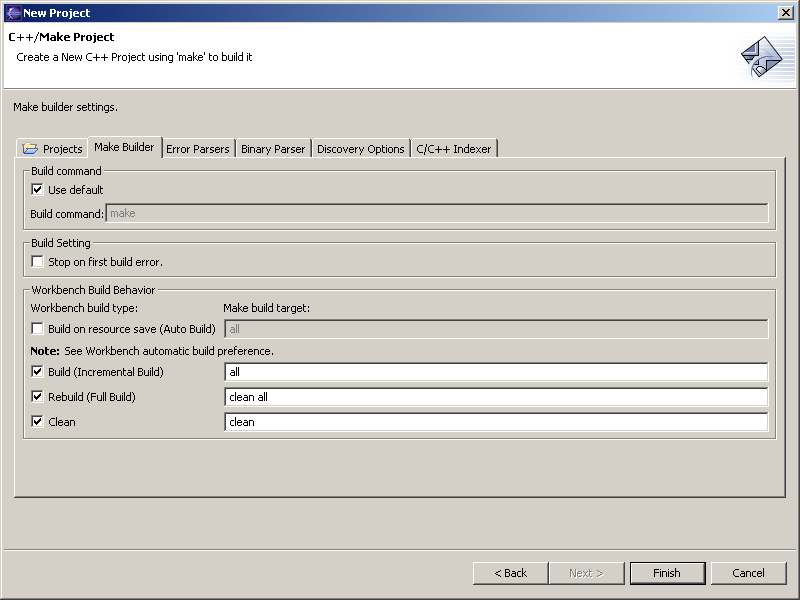 New Project
C++/Make Project
Create a New C++ Project using 'make' to build it
Make builder settings.
Projects Make Builder Error Parsers Binary Parser Discovery Options C/C++ Indexer
Build command
Use default
Build command: make
Build Setting
Stop on first build error.
Workbench Build Behavior
Workbench build type: Make build target:
Build on resource save (Auto Build) all
Note: See Workbench automatic build preference.
Build (Incremental Build) all
Rebuild (Full Build) clean all
Clean clean
< Back Next > Finish Cancel